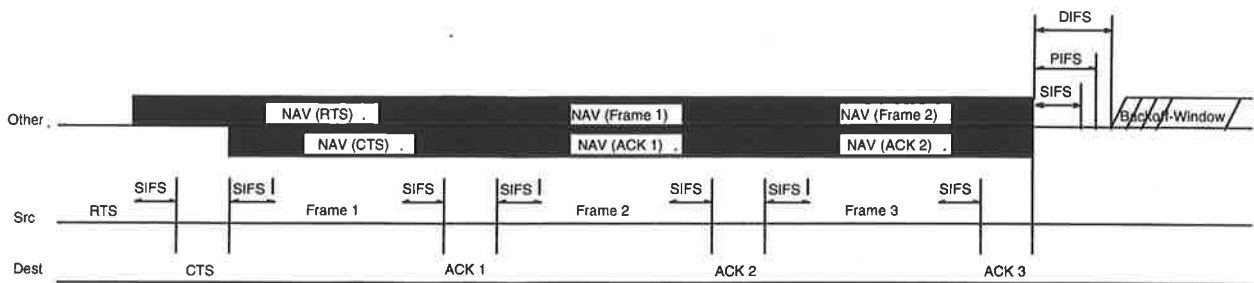 DIFS
PIFS
SIFS
Other
NAV (RTS)
NAV (Frame 1)
NAV (Frame 2)
Backoff-Window
NAV (CTS)
NAV (ACK 1)
NAV (ACK 2)
SIFS SIFS SIFS SIFS SIFS SIFS SIFS
Src RTS Frame 1 Frame 2 Frame 3
Dest CTS ACK 1 ACK 2 ACK 3